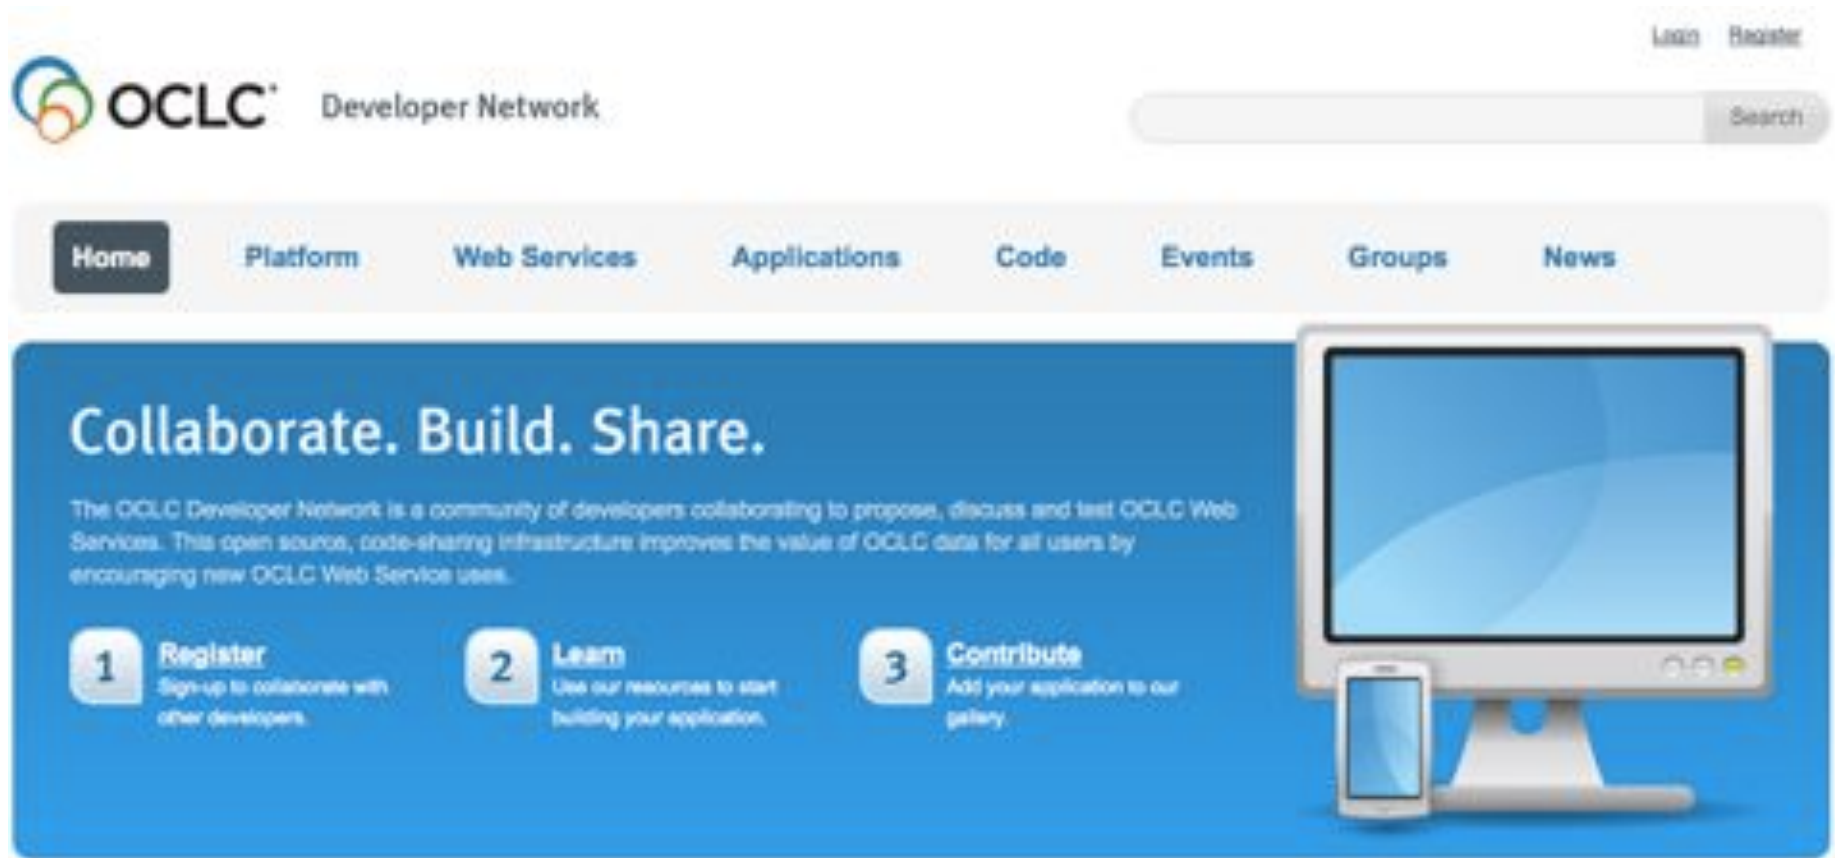 Login Register
OCLC Developer Network
Search
Home Platform Web Services Applications Code Events Groups News
Collaborate. Build. Share.
The OCLC Developer Network is a community of developers collaborating to propose, discuss and test OCLC Web
Services. This open source, code-sharing infrastructure improves the value of OCLC data for all users by
encouraging new OCLC Web Service uses.
1 Register
Sign-up to collaborate with
other developers.
2 Learn
Use our resources to start
building your application.
3 Contribute
Add your application to our
gallery.